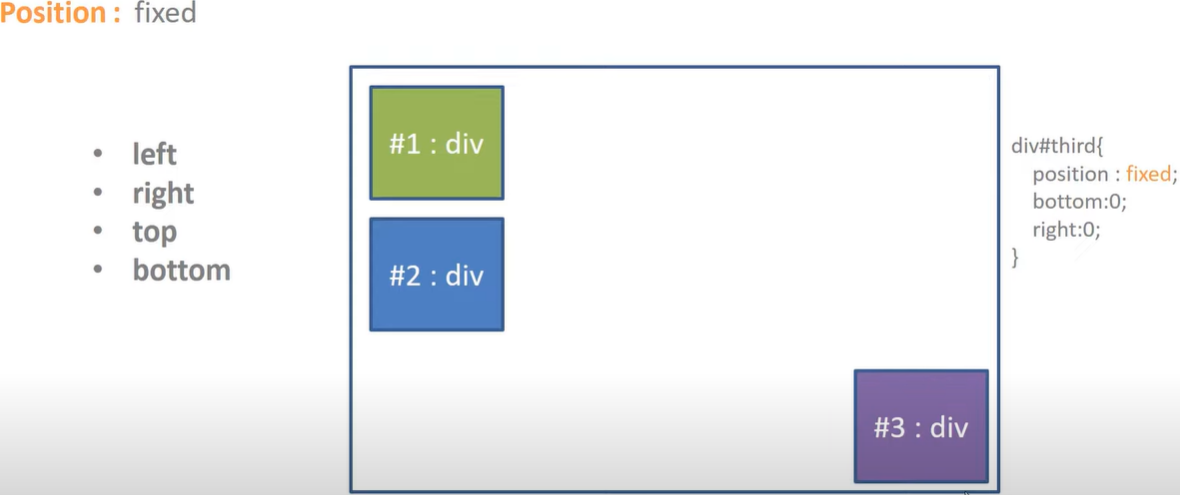 Position : fixed
• left
• right
• top
• bottom
#1 : div
#2 : div
#3 : div
div#third{
position : fixed;
bottom:0;
right:0;
}